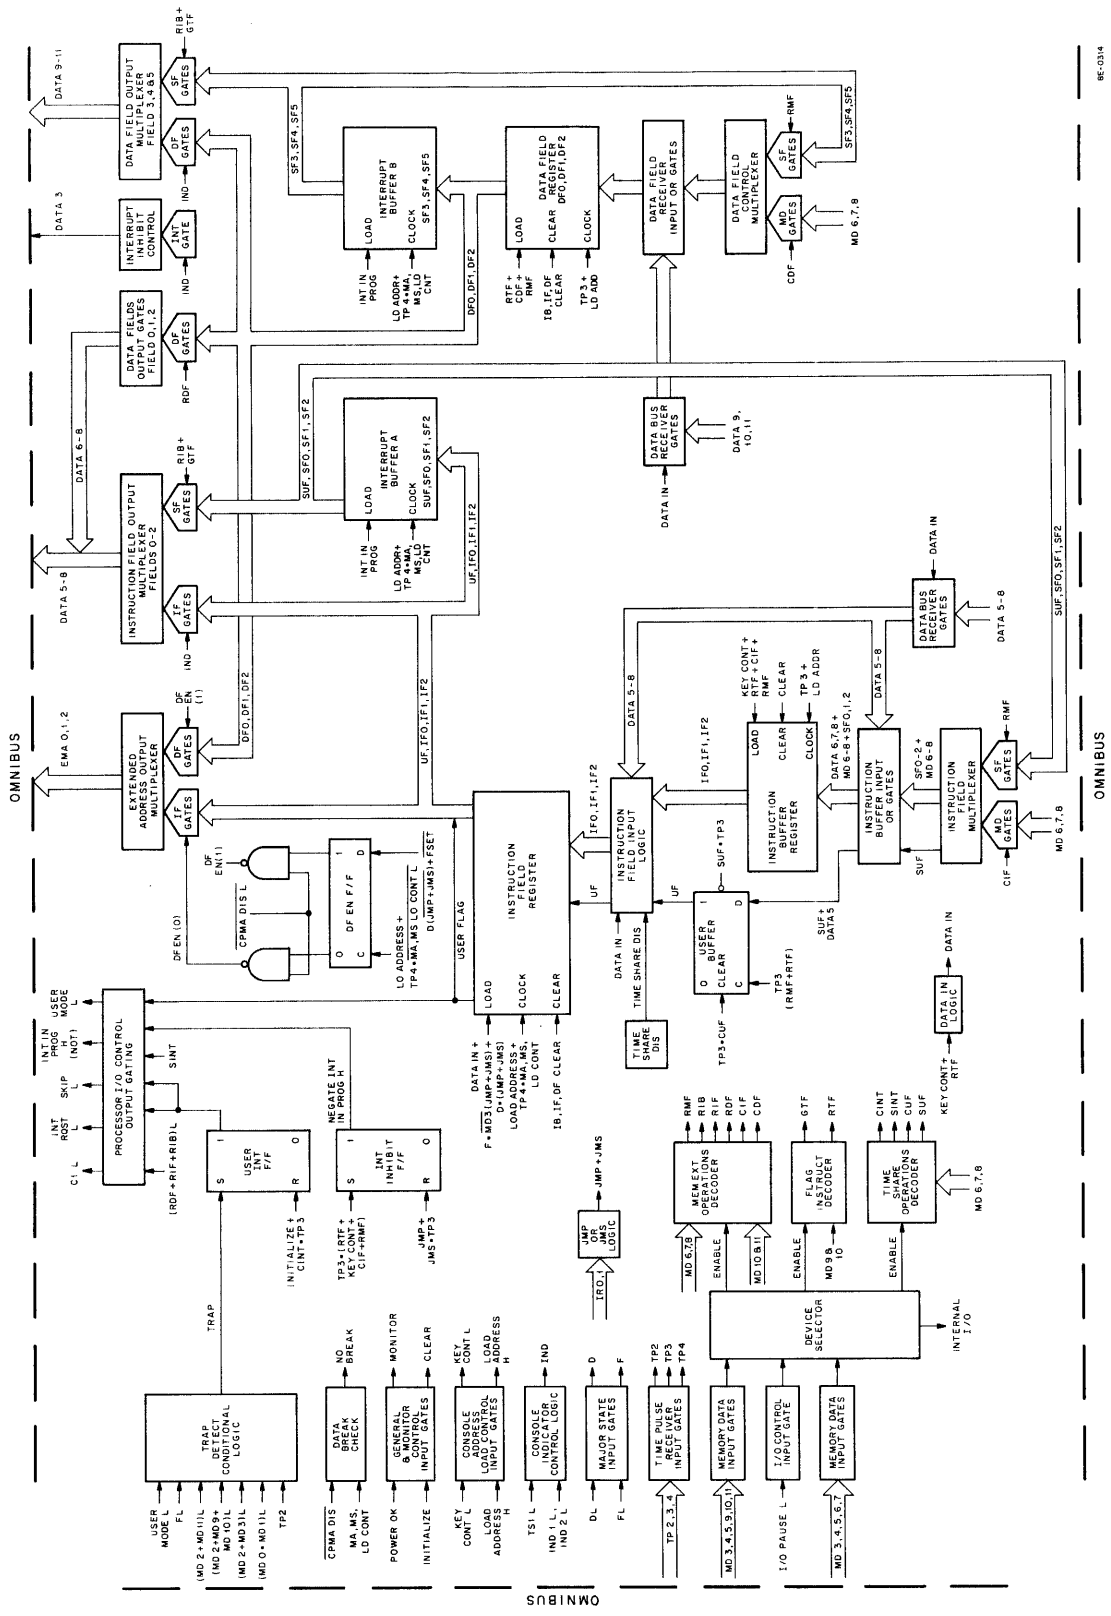 OMNIBUS
DATA 9-11
DATA 3
DATA 6-8
DATA 5-8
EMA 0,1,2
DATA FIELD OUTPUT
MULTIPLEXER
FIELD 3,4&5
SF
GATES
RIB+
GTF
DF
GATES
IND
INTERRUPT
INHIBIT
CONTROL
INT
GATE
IND
DATA FIELDS
OUTPUT GATES
FIELD 0,1,2
DF
GATES
RDF
INSTRUCTION FIELD OUTPUT
MULTIPLEXER
FIELDS 0-2
SF
GATES
RIB+
GTF
IF
GATES
IND
EXTENDED
ADDRESS OUTPUT
MULTIPLEXER
DF
GATES
DF
EN
(1)
IF
GATES
DF0,DF1,DF2
SF3,SF4,SF5
INTERRUPT
BUFFER B
SF3,SF4,SF5
LOAD
CLOCK
INT IN
PROG
LD ADDR+
TP4•MA,
MS,LD
CNT
DF0,DF1,DF2
DATA FIELD
REGISTER
DF0,DF1,DF2
LOAD
CLEAR
CLOCK
RTF+
CDF+
RMF
IB,IF,DF
CLEAR
TP3+
LD ADD
DATA FIELD
RECEIVER
INPUT OR GATES
DATA FIELD
CONTROL
MULTIPLEXER
SF
GATES
RMF
MD
GATES
CDF
MD 6,7,8
SF3,SF4,SF5
SUF,SF0,SF1,SF2
INTERRUPT
BUFFER A
SUF,SF0,SF1,SF2
LOAD
CLOCK
INT IN
PROG
LD ADDR+
TP4•MA,
MS,LD
CNT
UF,IF0,IF1,IF2
DATA BUS
RECEIVER
GATES
DATA IN
DATA 9,
10,11
UF,IF0,IF1,IF2
DF
EN(1)
DF EN (0)
CPMA DIS L
DF EN F/F
1
D
0
C
D(JMP+JMS)+FSET
LO ADDRESS+
TP4•MA,MS LO CONT L
USER FLAG
INSTRUCTION
FIELD
REGISTER
LOAD
CLOCK
CLEAR
DATA IN+
F•MD3(JMP+JMS)+
D•(JMP+JMS)
LOAD ADDRESS+
TP4•MA,MS,
LD CONT
IB,IF,DF CLEAR
IF0,IF1,IF2
UF
INSTRUCTION
FIELD INPUT
LOGIC
DATA IN
TIME SHARE DIS
TIME
SHARE
DIS
DATA 5-8
IF0,IF1,IF2
UF
INSTRUCTION
BUFFER
REGISTER
LOAD
CLEAR
CLOCK
KEY CONT+
RTF+CIF+
RMF
CLEAR
TP3+
LD ADDR
USER
BUFFER
0
1
CLEAR
C
D
SUF•TP3
TP3•CUF
TP3
(RMF+RTF)
SUF+
DATA 5
DATA 6,7,8+
MD 6-8+SF0,1,2
DATA 5-8
INSTRUCTION
BUFFER INPUT
OR GATES
DATA BUS
RECEIVER
GATES
DATA IN
DATA 5-8
SUF
SF0-2+
MD 6-8
INSTRUCTION
FIELD
MULTIPLEXER
SF
GATES
RMF
MD
GATES
CIF
MD 6,7,8
SUF,SF0,SF1,SF2
KEY CONT+
RTF
DATA IN
LOGIC
DATA IN
C1 L
INT
RQST L
SKIP L
INT IN
PROG
H
(NOT)
USER
MODE L
PROCESSOR I/O CONTROL
OUTPUT GATING
(RDF+RIF+RIB)L
SINT
USER
INT
F/F
S
1
R
0
INITIALIZE+
CINT•TP3
TRAP
NEGATE INT
IN PROG H
INT
INHIBIT
F/F
S
1
R
0
TP3•(RTF+
KEY CONT+
CIF+RMF)
JMP+
JMS•TP3
TRAP
DETECT
CONDITIONAL
LOGIC
USER
MODE L
FL
(MD 2+MD11)L
(MD 2+MD9+
MD 10)L
(MD 2+MD3)L
(MD 0•MD1)L
TP2
DATA
BREAK
CHECK
CPMA DIS
MA,MS,
LD CONT
NO
BREAK
GENERAL
& MONITOR
CONTROL
INPUT GATES
POWER OK
INITIALIZE
MONITOR
CLEAR
CONSOLE
ADDRESS
LOAD CONTROL
INPUT GATES
KEY
CONT L
LOAD
ADDRESS
H
KEY
CONT L
LOAD
ADDRESS
H
CONSOLE
INDICATOR
CONTROL LOGIC
TS1 L
IND 1 L,
IND 2 L
IND
MAJOR STATE
INPUT GATES
DL
FL
D
F
IR0,1
JMP
OR
JMS
LOGIC
JMP+JMS
TIME PULSE
RECEIVER
INPUT GATES
TP 2,3,4
TP2
TP3
TP4
MEMORY DATA
INPUT GATES
MD 3,4,5,9,10,11
I/O CONTROL
INPUT
GATE
I/O PAUSE L
MEMORY DATA
INPUT GATES
MD 3,4,5,6,7
DEVICE
SELECTOR
INTERNAL
I/O
MD 6,7,8
ENABLE
MD 10&11
MEM EXT
OPERATIONS
DECODER
RMF
RIB
RIF
RDF
CIF
CDF
ENABLE
MD9&
10
FLAG
INSTRUCT
DECODER
GTF
RTF
ENABLE
TIME
SHARE
OPERATIONS
DECODER
CINT
SINT
CUF
SUF
MD 6,7,8
OMNIBUS
OMNIBUS
8E-0314